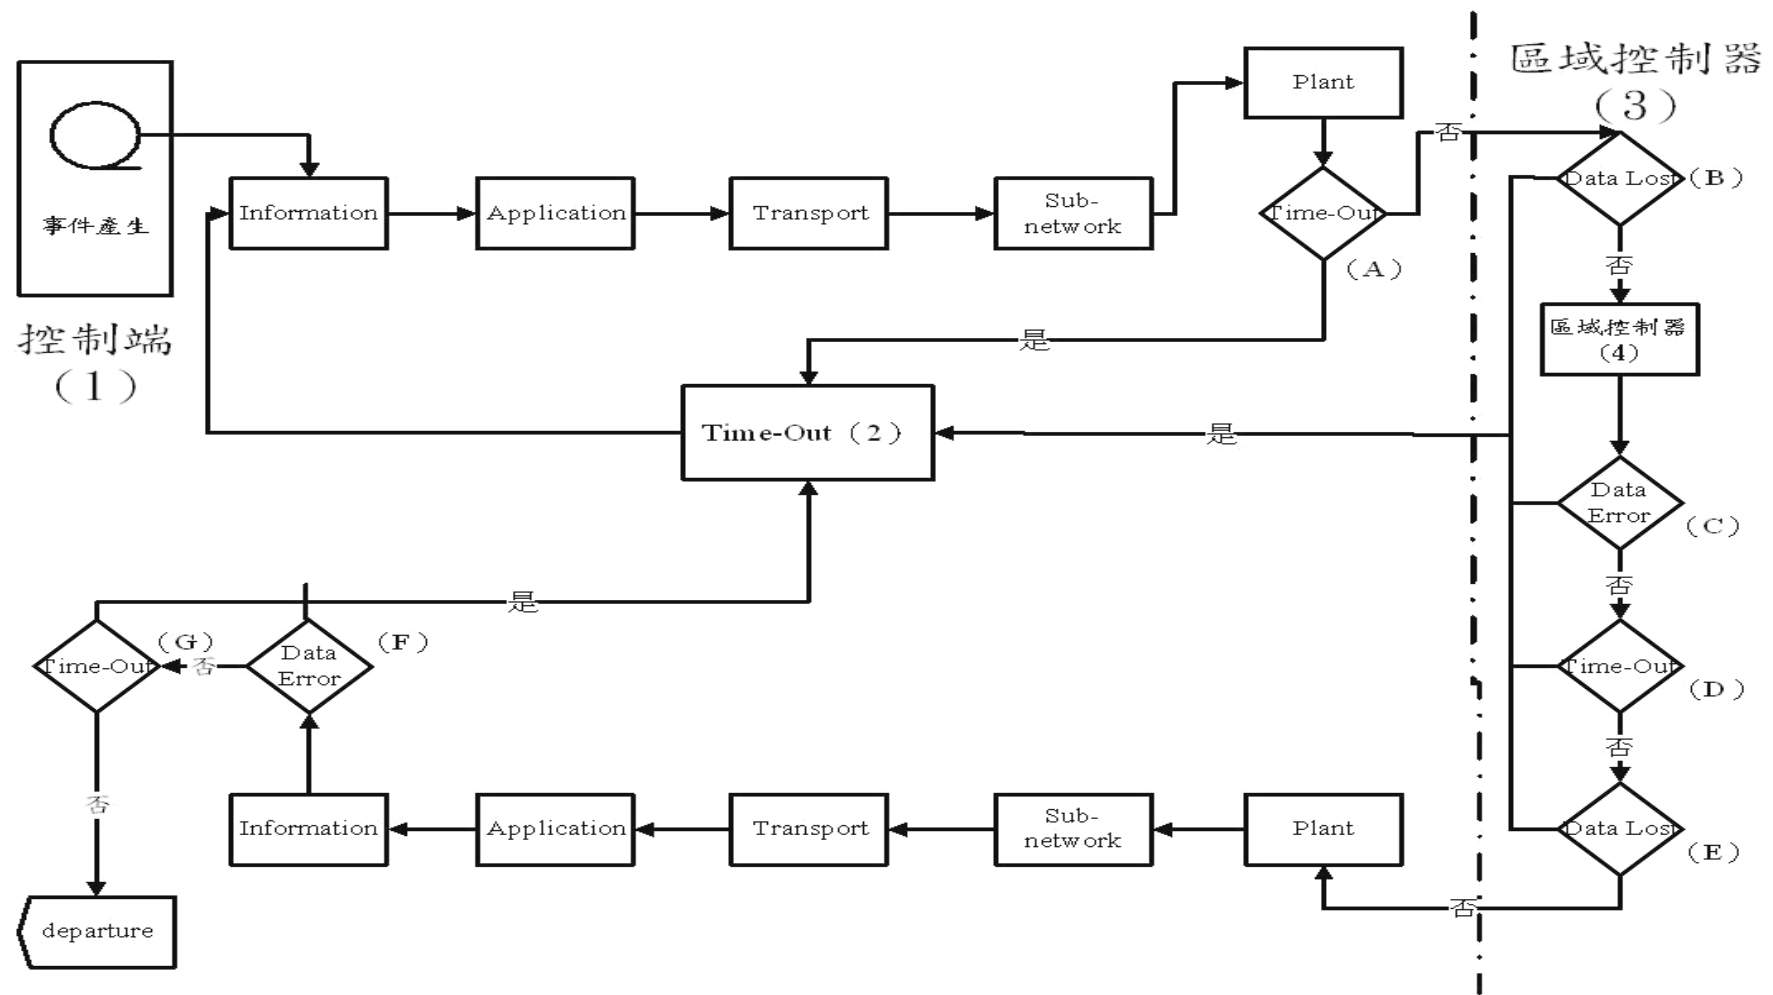 區域控制器
(3)
Plant
否
Data Lost
(B)
事件產生
Information
Application
Transport
Sub-
network
Time-Out
(A)
否
控制端
(1)
是
區域控制器
(4)
Time-Out (2)
是
Data
Error
(C)
否
是
Time-Out
(G)
否
Data
Error
(F)
Time-Out
(D)
否
否
Information
Application
Transport
Sub-
network
Plant
Data Lost
(E)
否
departure